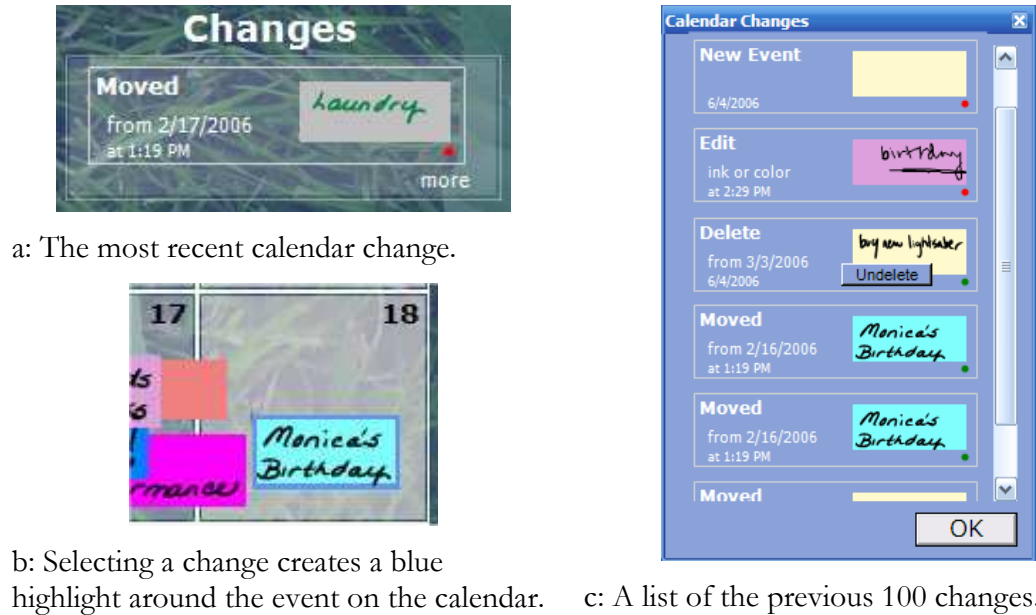 Changes
Moved
Laundry
from 2/17/2006
at 1:19 PM
more
a: The most recent calendar change.
17
18
ds
ss
Monica's
Birthday
rmance
b: Selecting a change creates a blue
highlight around the event on the calendar.
Calendar Changes
New Event
6/4/2006
Edit
birthday
ink or color
at 2:29 PM
Delete
buy new lightsaber
from 3/3/2006
Undelete
6/4/2006
Moved
Monica's
from 2/16/2006
Birthday
at 1:19 PM
Moved
Monica's
from 2/16/2006
Birthday
at 1:19 PM
Moved
OK
c: A list of the previous 100 changes